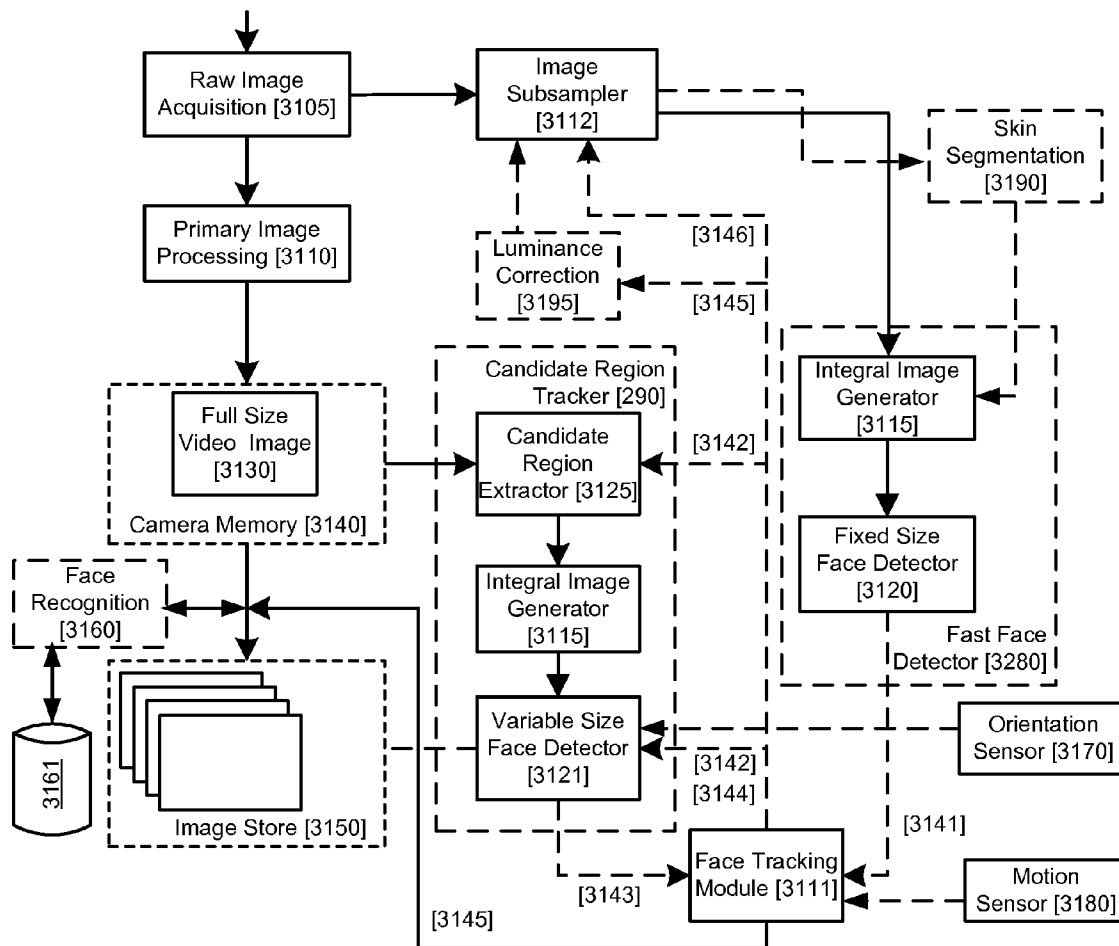 Raw Image
Acquisition [3105]
Image
Subsampler
[3112]
Skin
Segmentation
[3190]
Primary Image
Processing [3110]
Luminance
Correction
[3195]
[3146]
[3145]
Candidate Region
Tracker [290]
Integral Image
Generator
[3115]
Full Size
Video Image
[3130]
Camera Memory [3140]
Candidate
Region
Extractor [3125]
[3142]
Fixed Size
Face Detector
[3120]
Fast Face
Detector [3280]
Face
Recognition
[3160]
Integral Image
Generator
[3115]
3161
Image Store [3150]
Variable Size
Face Detector
[3121]
[3142]
[3144]
Orientation
Sensor [3170]
[3141]
[3143]
Face Tracking
Module [3111]
Motion
Sensor [3180]
[3145]